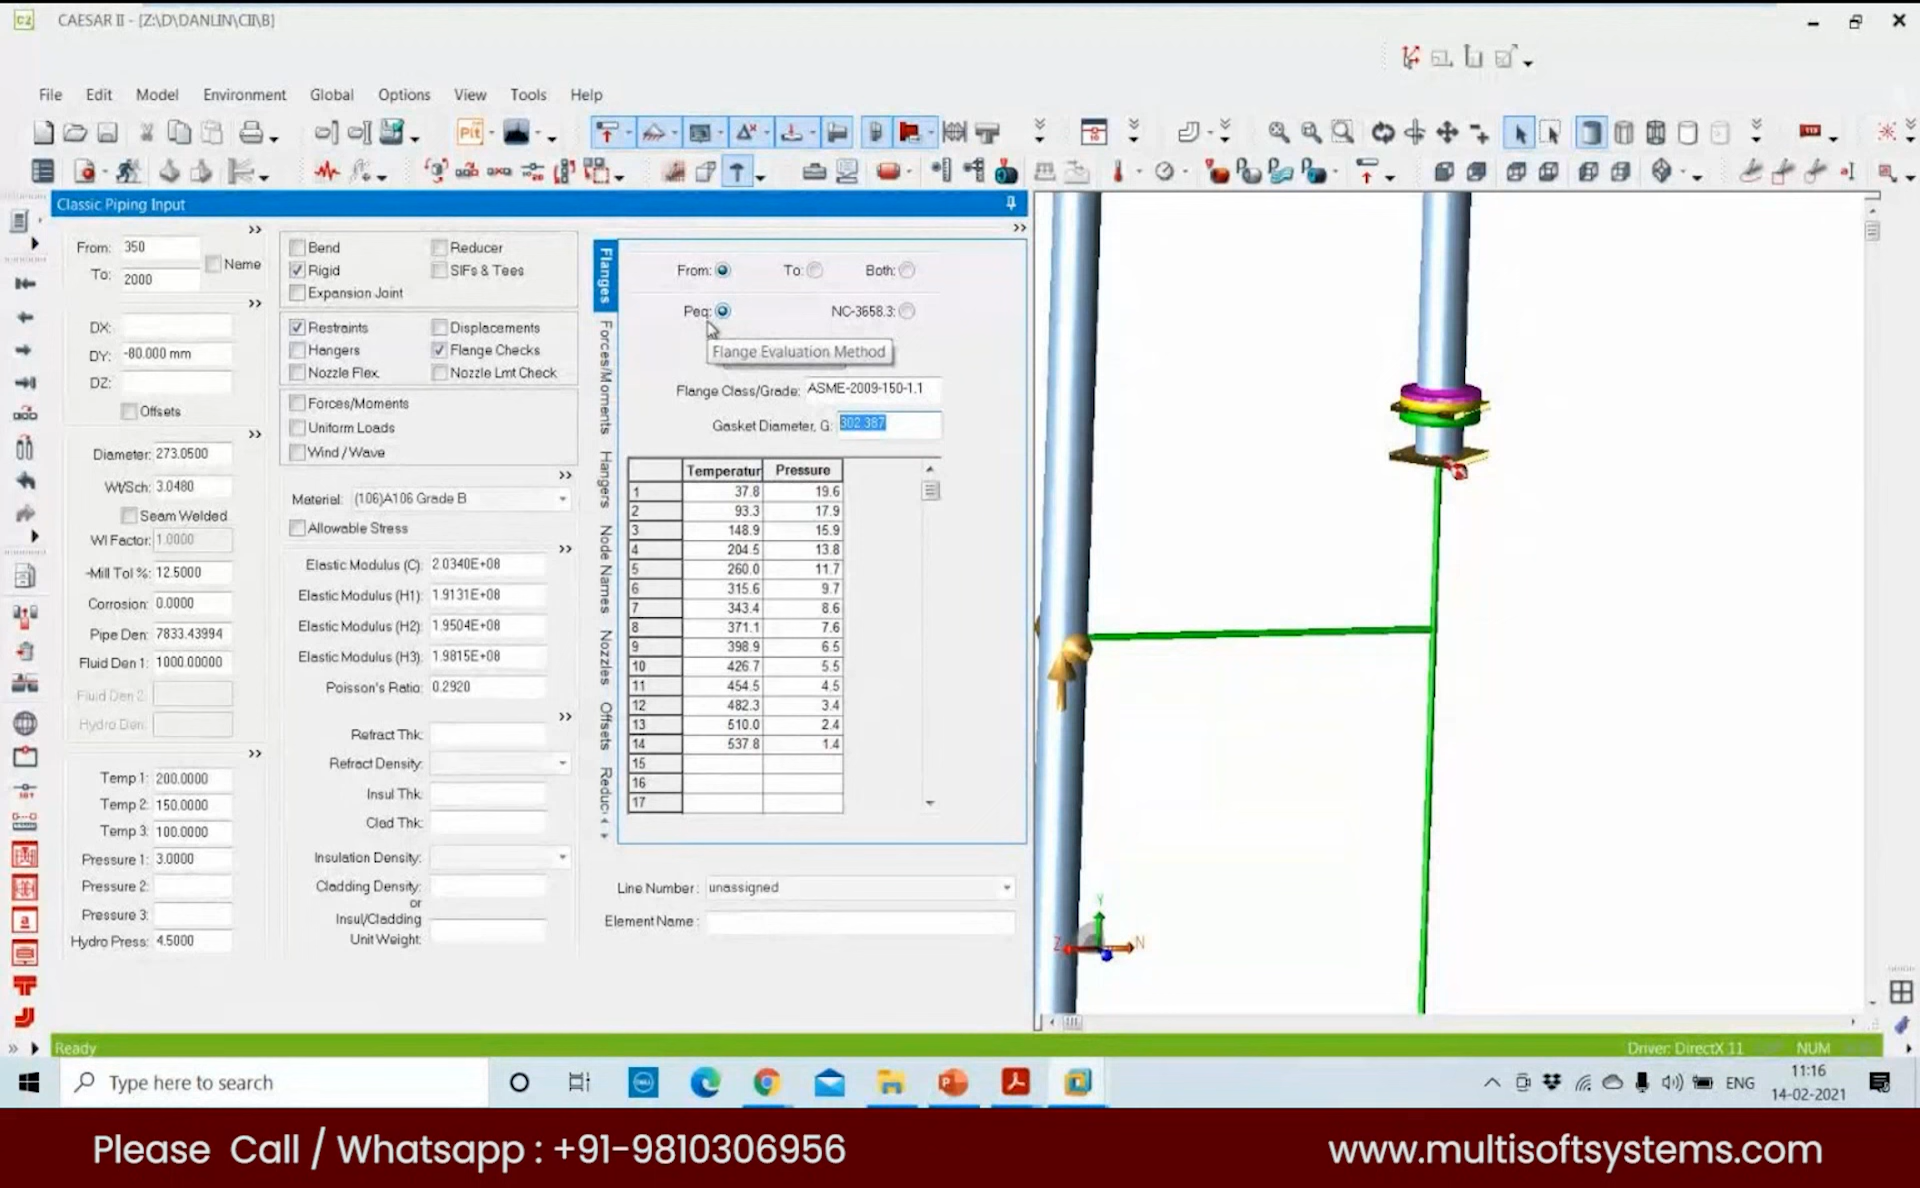 CAESAR II - [Z:\D\DANLIN\CII\B]
File Edit Model Environment Global Options View Tools Help
Classic Piping Input
From: 350
To: 2000
Name
DX:
DY: -80.000 mm
DZ:
Offsets
Diameter: 273.0500
Wt/Sch: 3.0480
Seam Welded
WI Factor: 1.0000
-Mill Tol %: 12.5000
Corrosion: 0.0000
Pipe Den: 7833.43994
Fluid Den 1: 1000.00000
Fluid Den 2:
Hydro Den:
Temp 1: 200.0000
Temp 2: 150.0000
Temp 3: 100.0000
Pressure 1: 3.0000
Pressure 2:
Pressure 3:
Hydro Press: 4.5000
Bend Reducer
Rigid SIFs & Tees
Expansion Joint
Restraints Displacements
Hangers Flange Checks
Nozzle Flex. Nozzle Lmt Check
Forces/Moments
Uniform Loads
Wind / Wave
Material: (106)A106 Grade B
Allowable Stress
Elastic Modulus (C): 2.0340E+08
Elastic Modulus (H1): 1.9131E+08
Elastic Modulus (H2): 1.9504E+08
Elastic Modulus (H3): 1.9815E+08
Poisson's Ratio: 0.2920
Refract Thk:
Refract Density:
Insul Thk:
Clad Thk:
Insulation Density:
Cladding Density:
or
Insul/Cladding
Unit Weight:
Flanges
Forces/Moments
Hangers
Node Names
Nozzles
Offsets
Reduc
From: To: Both:
Peq: NC-3658.3:
Flange Evaluation Method
Flange Class/Grade: ASME-2009-150-1.1
Gasket Diameter, G: 302.387
Temperatur Pressure
1 37.8 19.6
2 93.3 17.9
3 148.9 15.9
4 204.5 13.8
5 260.0 11.7
6 315.6 9.7
7 343.4 8.6
8 371.1 7.6
9 398.9 6.5
10 426.7 5.5
11 454.5 4.5
12 482.3 3.4
13 510.0 2.4
14 537.8 1.4
15
16
17
Line Number: unassigned
Element Name:
Y
Z N
Ready
Driver: DirectX 11 NUM
Type here to search
ENG
11:16
14-02-2021
Please Call / Whatsapp : +91-9810306956
www.multisoftsystems.com